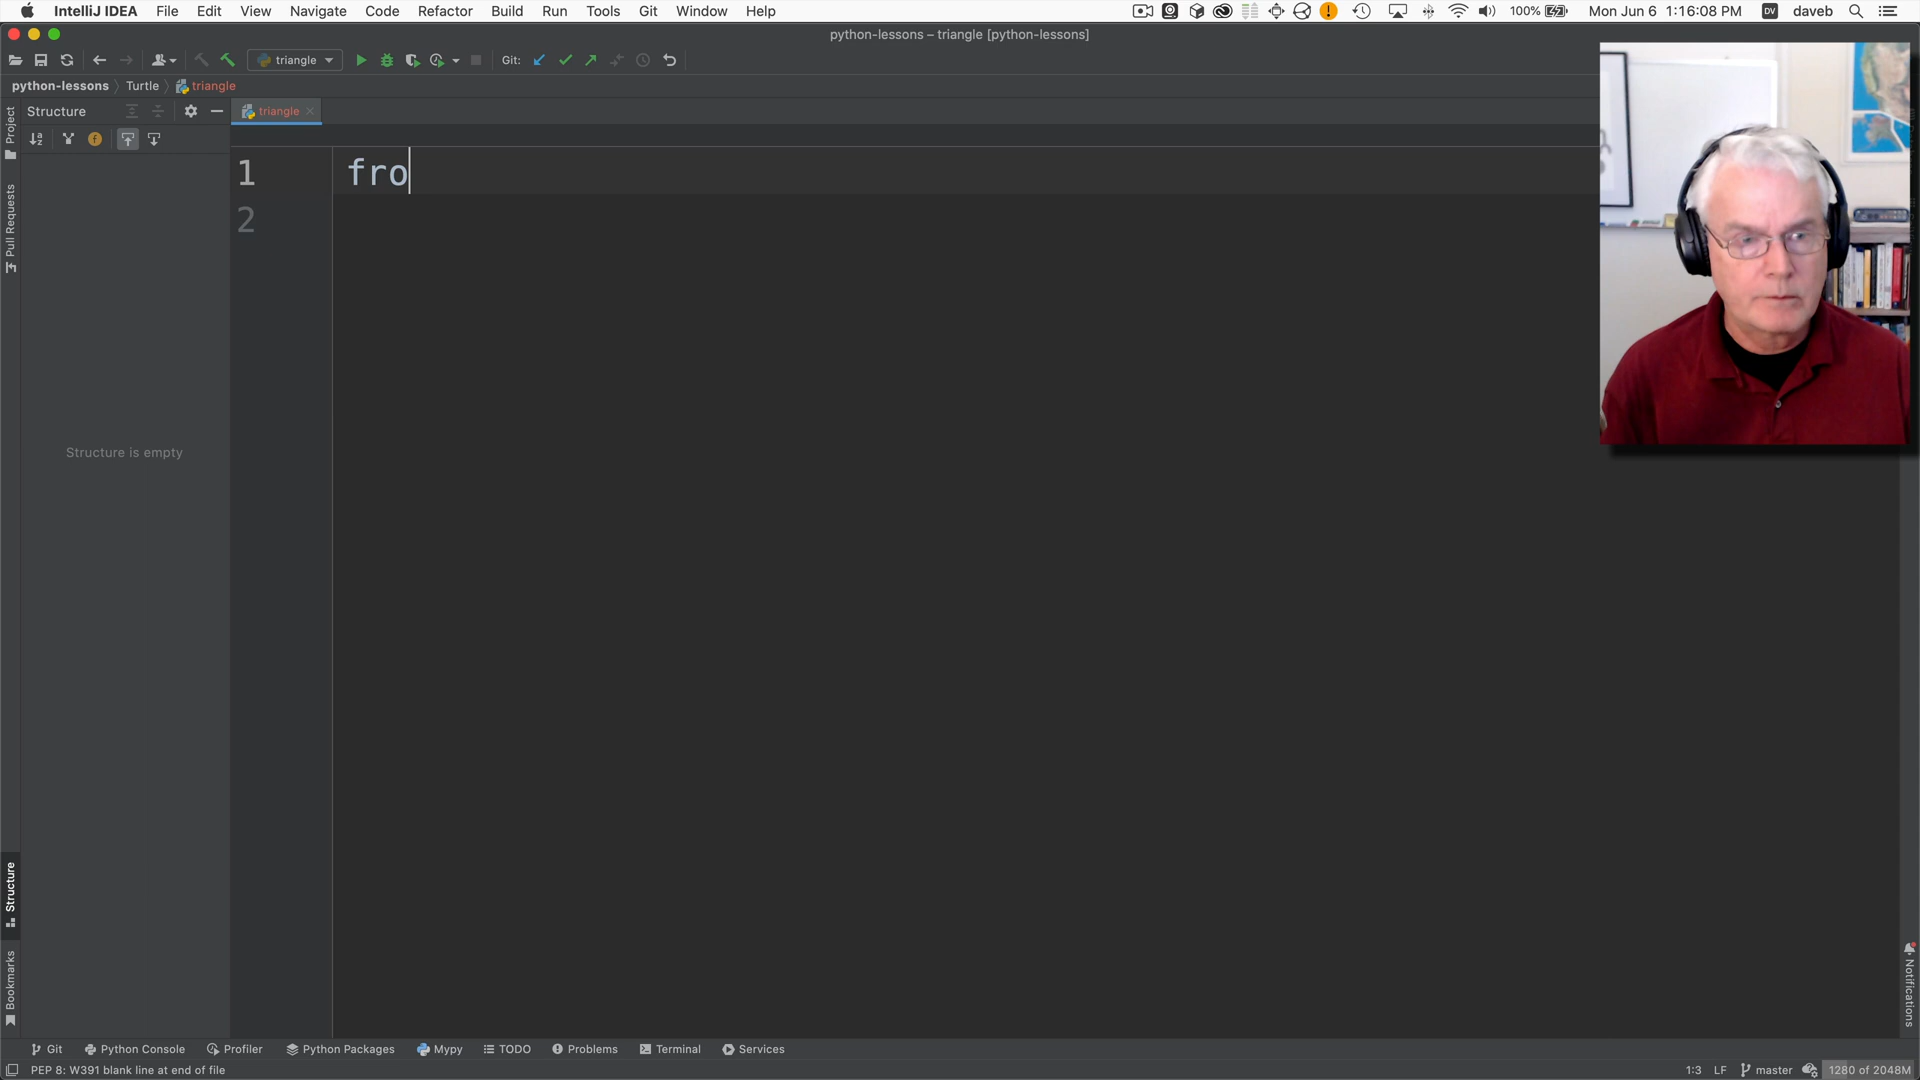 IntelliJ IDEA File Edit View Navigate Code Refactor Build Run Tools Git Window Help 100% Mon Jun 6 1:16:08 PM DV daveb
python-lessons – triangle [python-lessons]
triangle Git:
python-lessons Turtle triangle
Structure triangle
Project
Pull Requests
1 fro
2
Structure is empty
Structure
Bookmarks
Notifications
Git Python Console Profiler Python Packages Mypy TODO Problems Terminal Services
PEP 8: W391 blank line at end of file 1:3 LF master 1280 of 2048M